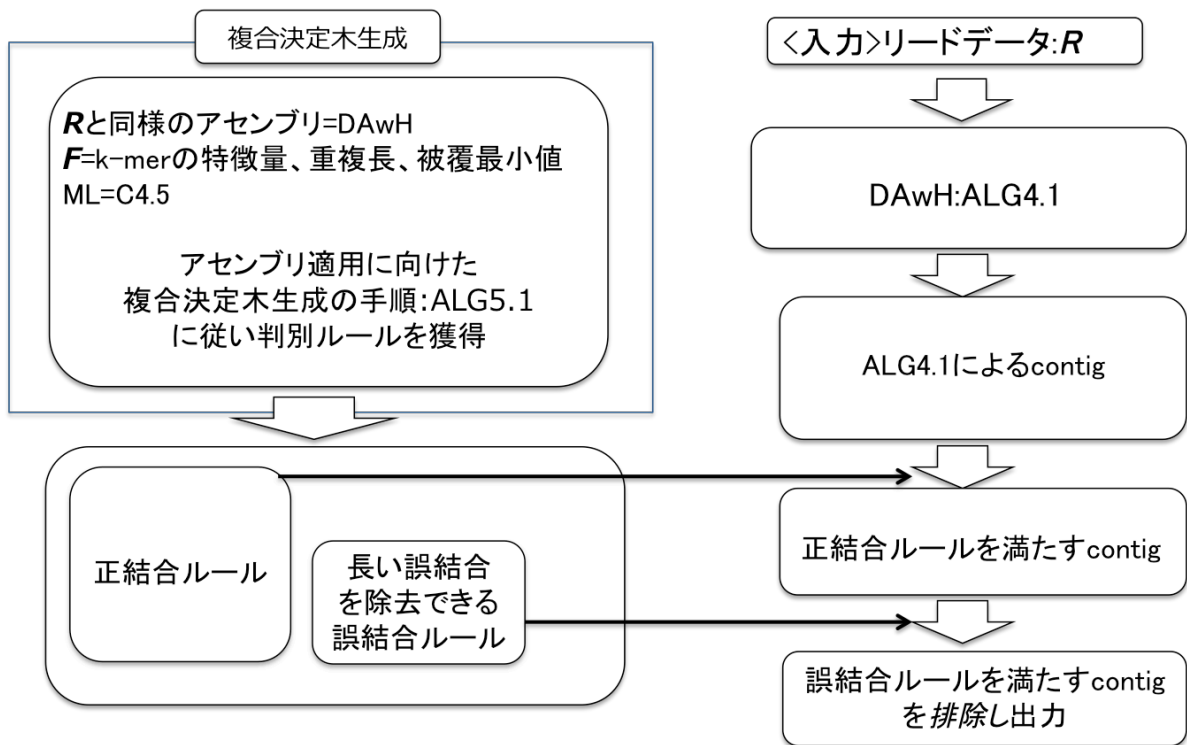 複合決定木生成
Rと同様のアセンブリ=DAwH
F=k-merの特徴量、重複長、被覆最小値
ML=C4.5
アセンブリ適用に向けた
複合決定木生成の手順:ALG5.1
に従い判別ルールを獲得
正結合ルール
長い誤結合
を除去できる
誤結合ルール
<入力>リードデータ:R
DAwH:ALG4.1
ALG4.1によるcontig
正結合ルールを満たすcontig
誤結合ルールを満たすcontig
を排除し出力